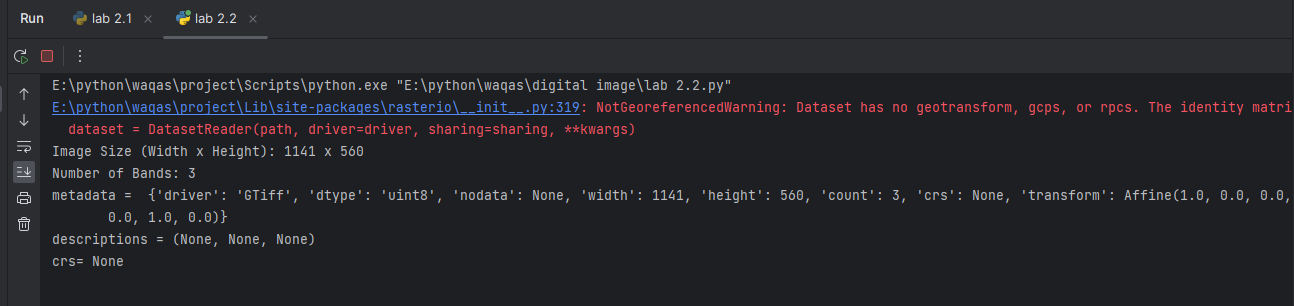 Run lab 2.1 × lab 2.2 ×
E:\python\waqas\project\Scripts\python.exe "E:\python\waqas\digital image\lab 2.2.py"
E:\python\waqas\project\Lib\site-packages\rasterio\__init__.py:319: NotGeoreferencedWarning: Dataset has no geotransform, gcps, or rpcs. The identity matri
dataset = DatasetReader(path, driver=driver, sharing=sharing, **kwargs)
Image Size (Width x Height): 1141 x 560
Number of Bands: 3
metadata =  {'driver': 'GTiff', 'dtype': 'uint8', 'nodata': None, 'width': 1141, 'height': 560, 'count': 3, 'crs': None, 'transform': Affine(1.0, 0.0, 0.0,
0.0, 1.0, 0.0)}
descriptions = (None, None, None)
crs= None